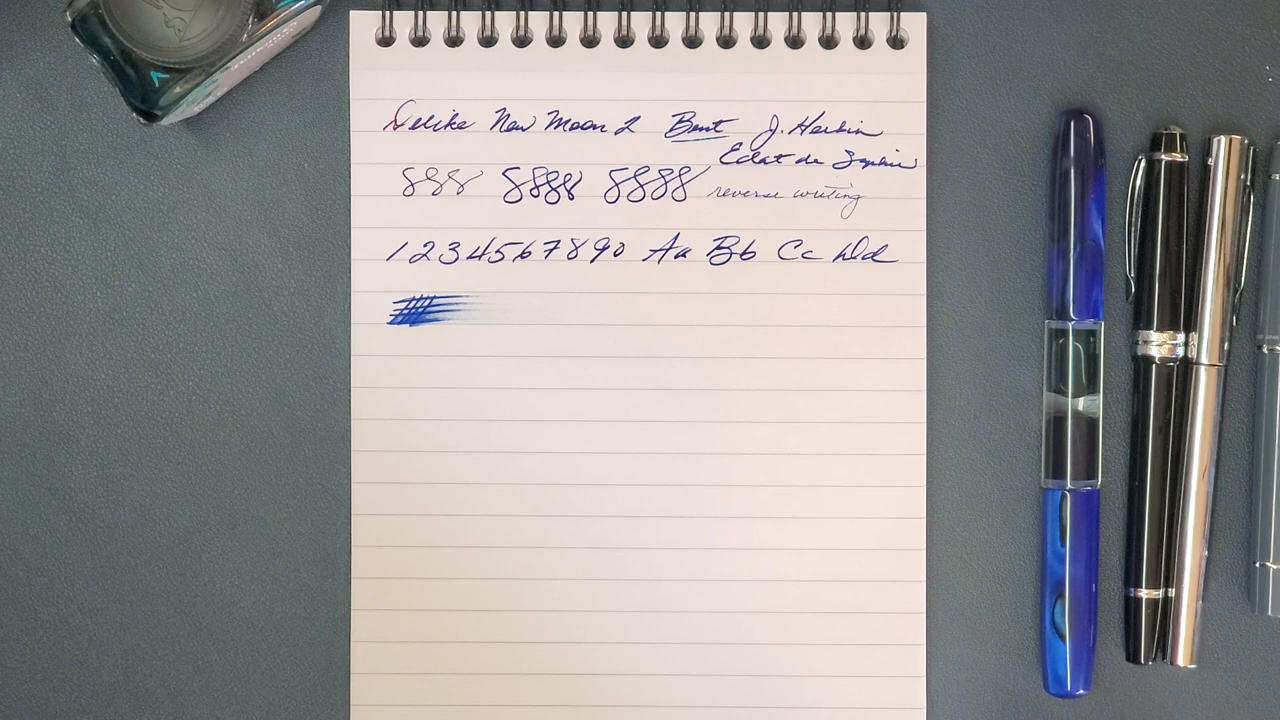 Delike New Moon 2 Bent J. Herbin
Eclat de Saphir
888 8888 8888 reverse writing
1234567890 Aa Bb Cc Dd